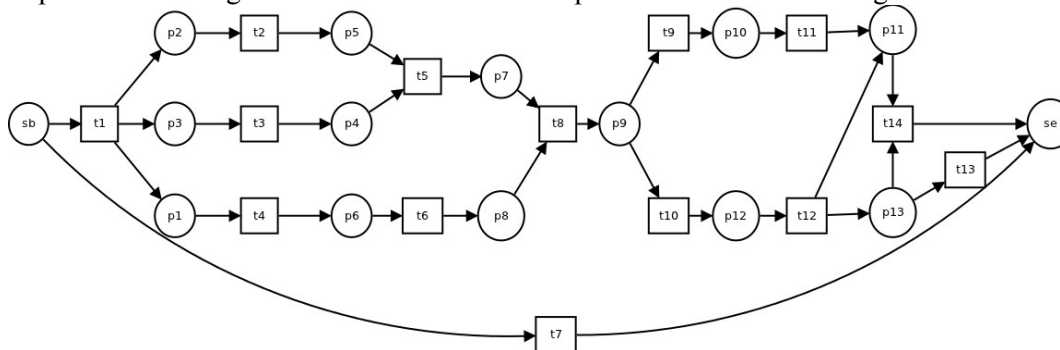 p2 t2 p5 t9 p10 t11 p11
t5 p7
sb t1 p3 t3 p4 t8 p9 t14 se
t13
p1 t4 p6 t6 p8 t10 p12 t12 p13
t7